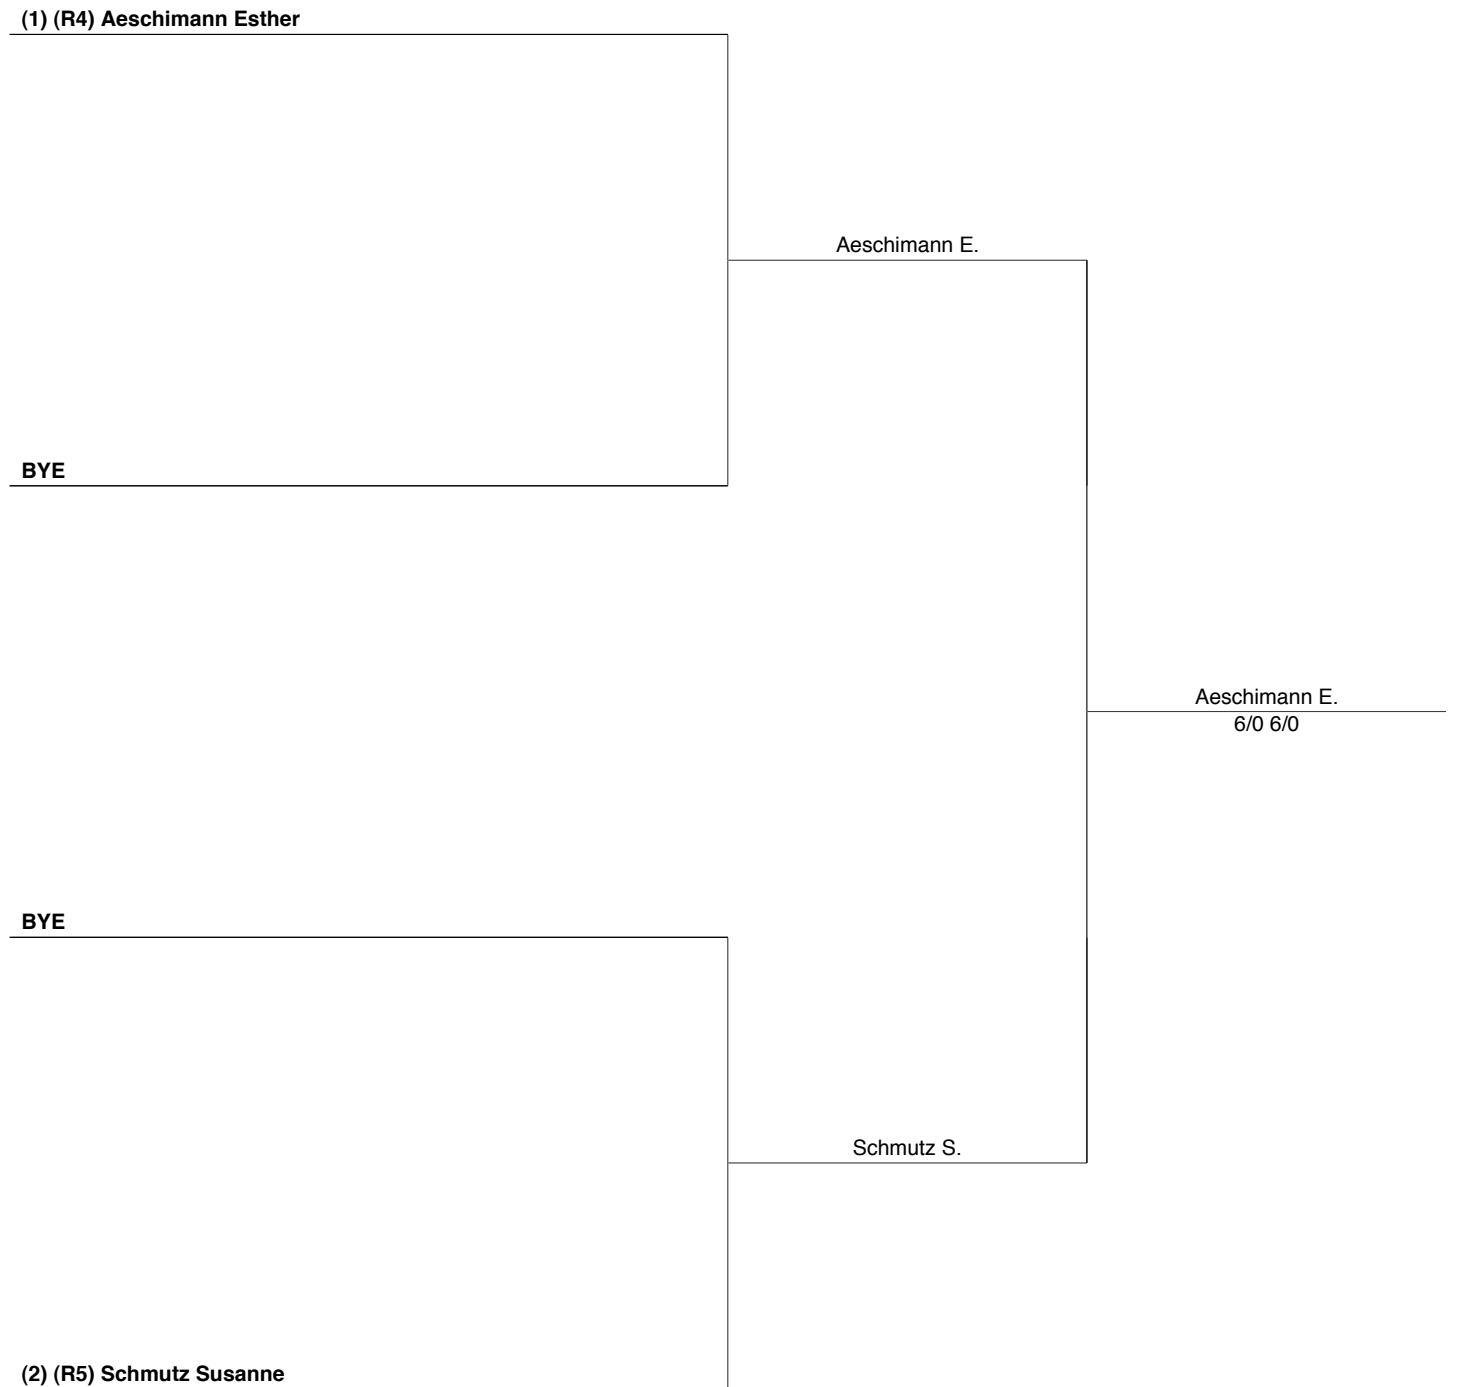 (1) (R4) Aeschimann Esther
Aeschimann E.
BYE
Aeschimann E.
6/0 6/0
BYE
Schmutz S.
(2) (R5) Schmutz Susanne